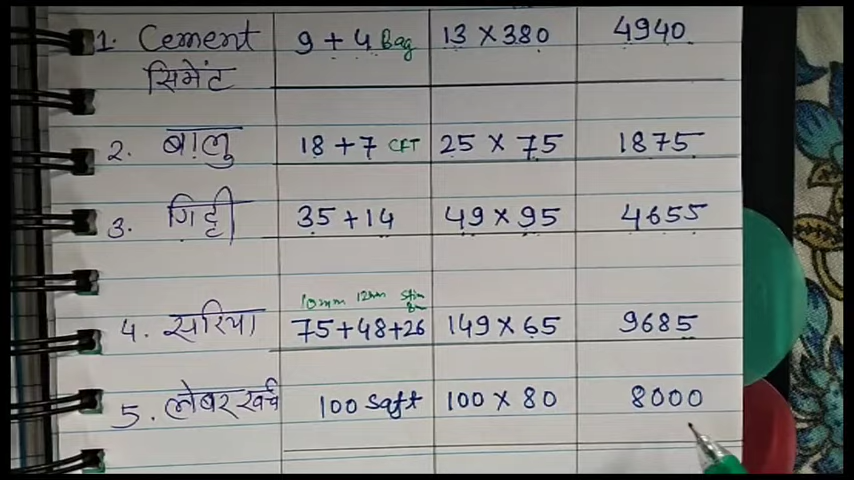 1. Cement 9 + 4 Bag 13 × 380 4940
सिमेंट
2. बालु 18 + 7 CFT 25 × 75 1875
3. गिट्टी 35 + 14 49 × 95 4655
10mm 12mm
4. सरिया 75 + 48 + 26 149 × 65 9685
5. लेबर खर्च 100 Sqft 100 × 80 8000